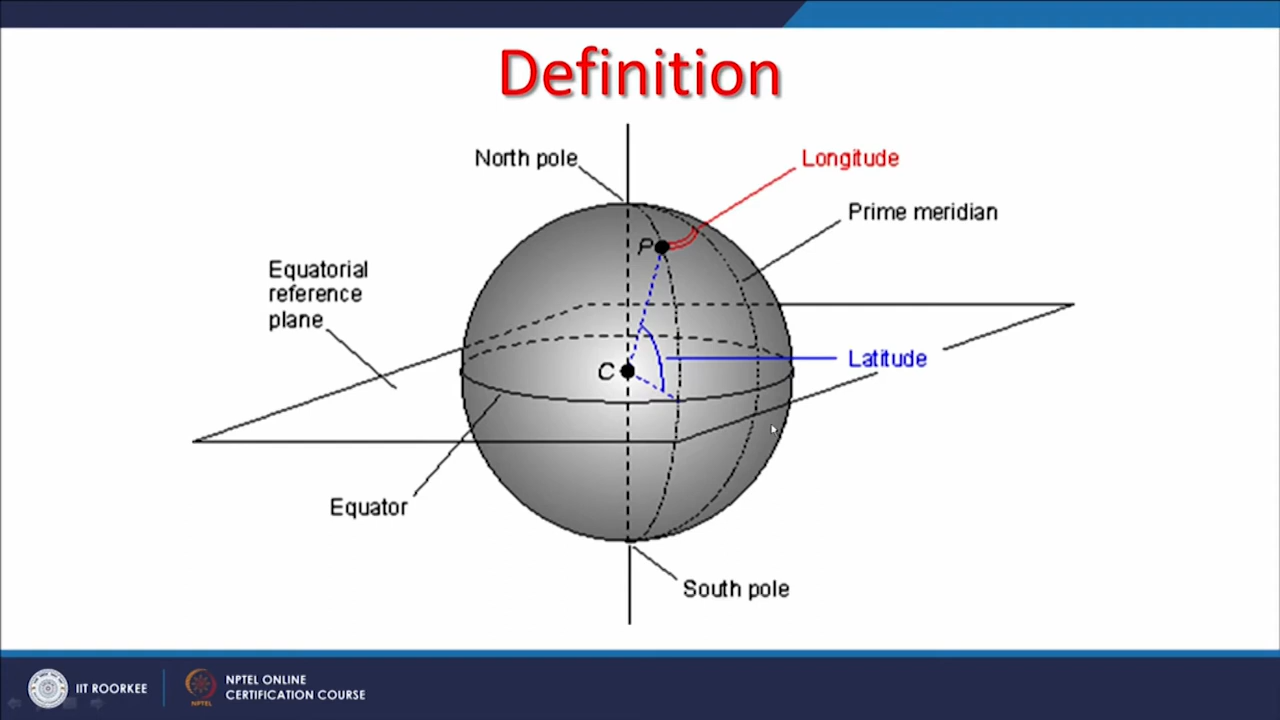 Definition
North pole
Longitude
Prime meridian
P
Equatorial
reference
plane
Latitude
C
Equator
South pole
IIT ROORKEE
NPTEL
NPTEL ONLINE
CERTIFICATION COURSE